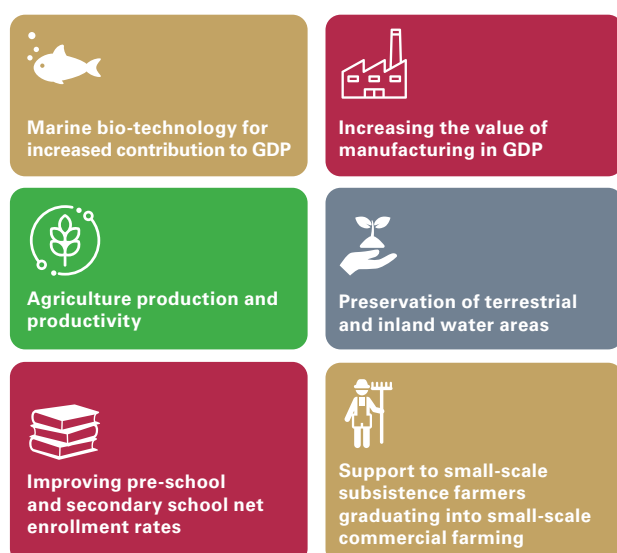 Marine bio-technology for
increased contribution to GDP
Increasing the value of
manufacturing in GDP
Agriculture production and
productivity
Preservation of terrestrial
and inland water areas
Improving pre-school
and secondary school net
enrollment rates
Support to small-scale
subsistence farmers
graduating into small-scale
commercial farming